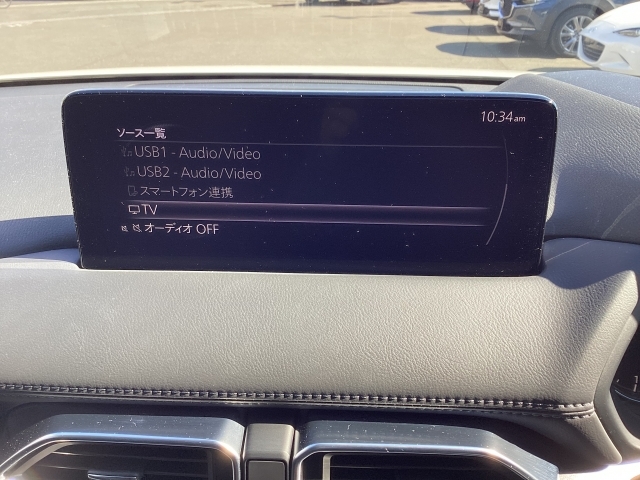 10:34am
ソース一覧
USB1 - Audio/Video
USB2 - Audio/Video
スマートフォン連携
TV
オーディオ OFF